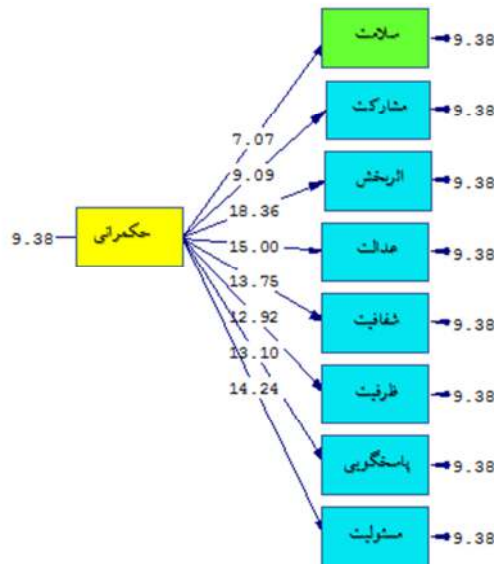 سلامت
9.38
مشارکت
9.38
7.07
9.09
اثربخش
9.38
18.36
حکمرانی
9.38
15.00
عدالت
9.38
13.75
شفافیت
9.38
12.92
13.10
ظرفیت
9.38
14.24
پاسخگویی
9.38
مسئولیت
9.38